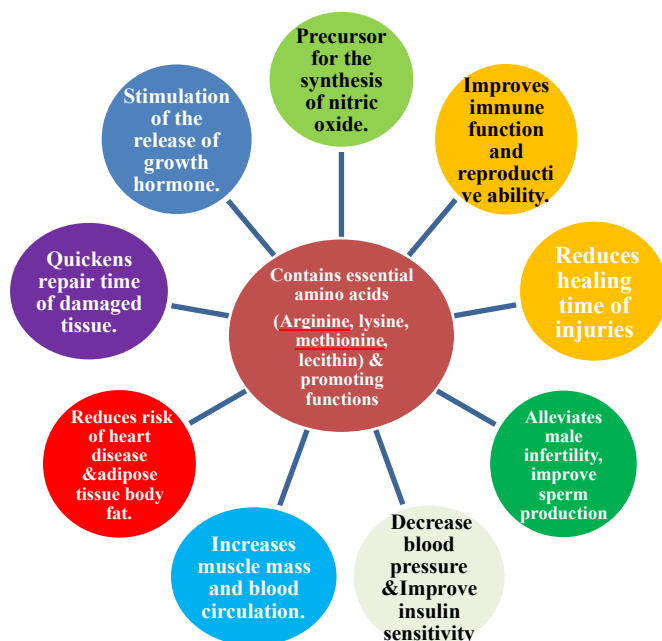 Precursor
for the
synthesis
of nitric
oxide.
Improves
immune
function
and
reproducti
ve ability.
Reduces
healing
time of
injuries
Alleviates
male
infertility,
improve
sperm
production
Decrease
blood
pressure
&Improve
insulin
sensitivity
Increases
muscle mass
and blood
circulation.
Reduces risk
of heart
disease
&adipose
tissue body
fat.
Quickens
repair time
of damaged
tissue.
Stimulation
of the
release of
growth
hormone.
Contains essential
amino acids
(Arginine, lysine,
methionine,
lecithin) &
promoting
functions